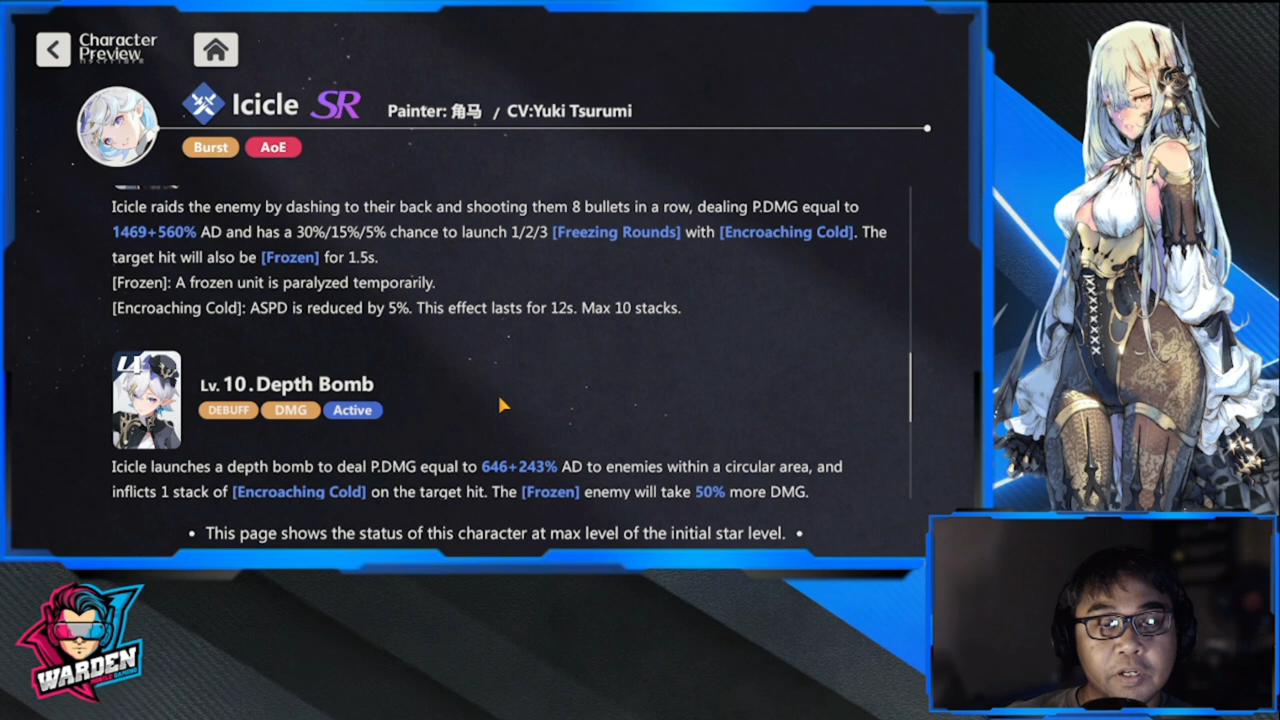 Character
Preview
Icicle SR Painter: 角马 / CV:Yuki Tsurumi
Burst AoE
Icicle raids the enemy by dashing to their back and shooting them 8 bullets in a row, dealing P.DMG equal to
1469+560% AD and has a 30%/15%/5% chance to launch 1/2/3 [Freezing Rounds] with [Encroaching Cold]. The
target hit will also be [Frozen] for 1.5s.
[Frozen]: A frozen unit is paralyzed temporarily.
[Encroaching Cold]: ASPD is reduced by 5%. This effect lasts for 12s. Max 10 stacks.
Lv. 10. Depth Bomb
DEBUFF DMG Active
Icicle launches a depth bomb to deal P.DMG equal to 646+243% AD to enemies within a circular area, and
inflicts 1 stack of [Encroaching Cold] on the target hit. The [Frozen] enemy will take 50% more DMG.
• This page shows the status of this character at max level of the initial star level. •
WARDEN
MOBILE GAMING